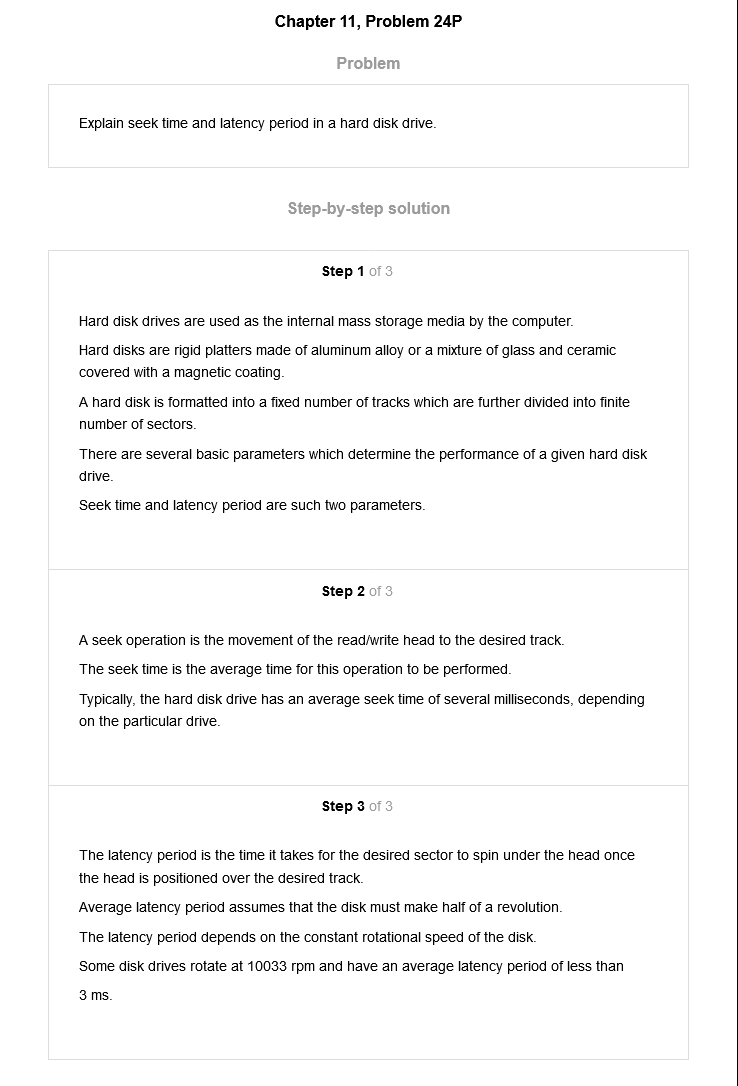 Chapter 11, Problem 24P
Problem
Explain seek time and latency period in a hard disk drive.
Step-by-step solution
Step 1 of 3
Hard disk drives are used as the internal mass storage media by the computer.
Hard disks are rigid platters made of aluminum alloy or a mixture of glass and ceramic
covered with a magnetic coating.
A hard disk is formatted into a fixed number of tracks which are further divided into finite
number of sectors.
There are several basic parameters which determine the performance of a given hard disk
drive.
Seek time and latency period are such two parameters.
Step 2 of 3
A seek operation is the movement of the read/write head to the desired track.
The seek time is the average time for this operation to be performed.
Typically, the hard disk drive has an average seek time of several milliseconds, depending
on the particular drive.
Step 3 of 3
The latency period is the time it takes for the desired sector to spin under the head once
the head is positioned over the desired track.
Average latency period assumes that the disk must make half of a revolution.
The latency period depends on the constant rotational speed of the disk.
Some disk drives rotate at 10033 rpm and have an average latency period of less than
3 ms.